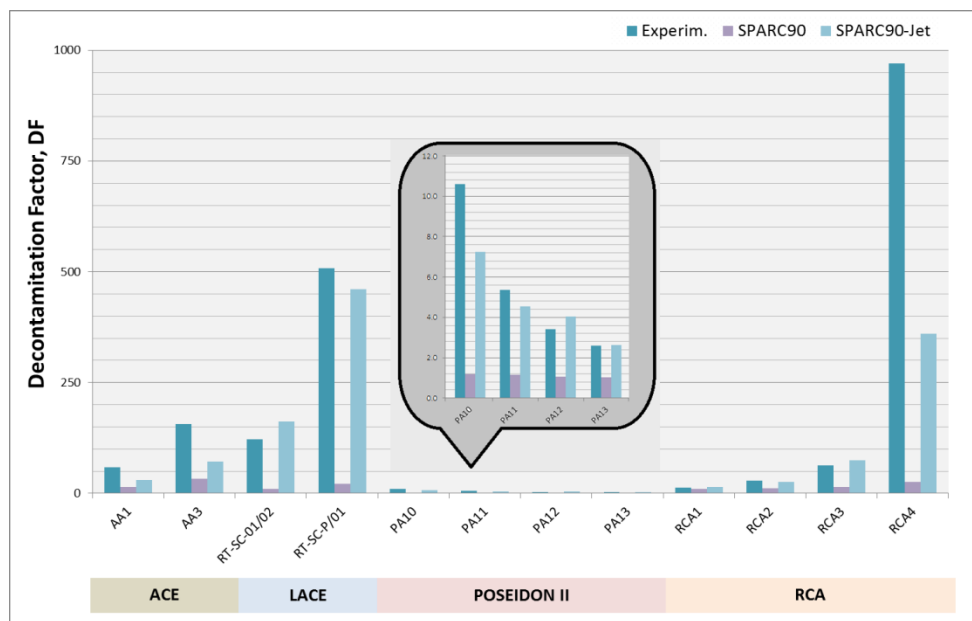 Experim. SPARC90 SPARC90-Jet
Decontamitation Factor, DF
1000
750
500
250
0
12.0
10.0
8.0
6.0
4.0
2.0
0.0
PA10 PA11 PA12 PA13
AA1 AA3 RT-SC-01/02 RT-SC-P/01 PA10 PA11 PA12 PA13 RCA1 RCA2 RCA3 RCA4
ACE LACE POSEIDON II RCA